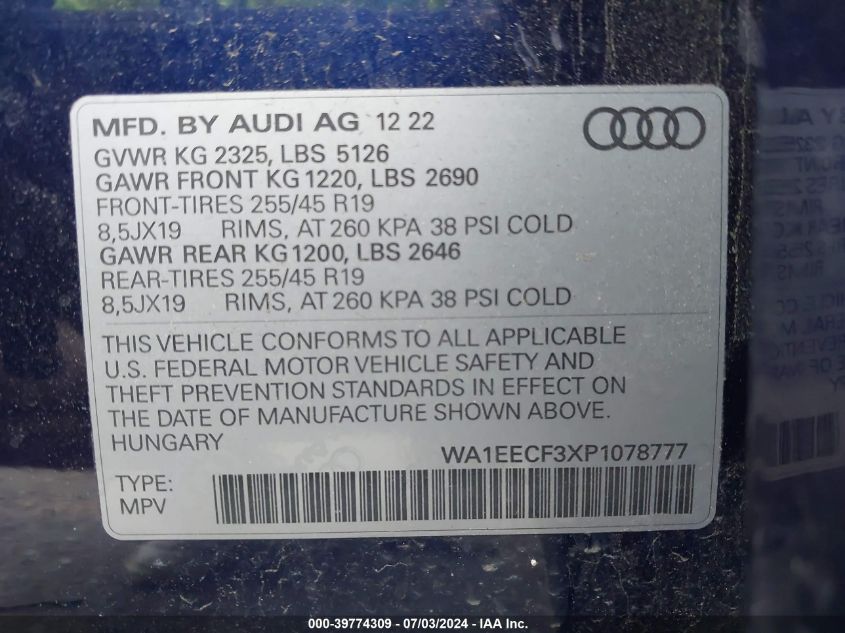 MFD. BY AUDI AG 12 22
GVWR KG 2325, LBS 5126
GAWR FRONT KG1220, LBS 2690
FRONT-TIRES 255/45 R19
8,5JX19 RIMS, AT 260 KPA 38 PSI COLD
GAWR REAR KG1200, LBS 2646
REAR-TIRES 255/45 R19
8,5JX19 RIMS, AT 260 KPA 38 PSI COLD
THIS VEHICLE CONFORMS TO ALL APPLICABLE
U.S. FEDERAL MOTOR VEHICLE SAFETY AND
THEFT PREVENTION STANDARDS IN EFFECT ON
THE DATE OF MANUFACTURE SHOWN ABOVE.
HUNGARY
WA1EECF3XP1078777
TYPE:
MPV
000-39774309 - 07/03/2024 - IAA Inc.